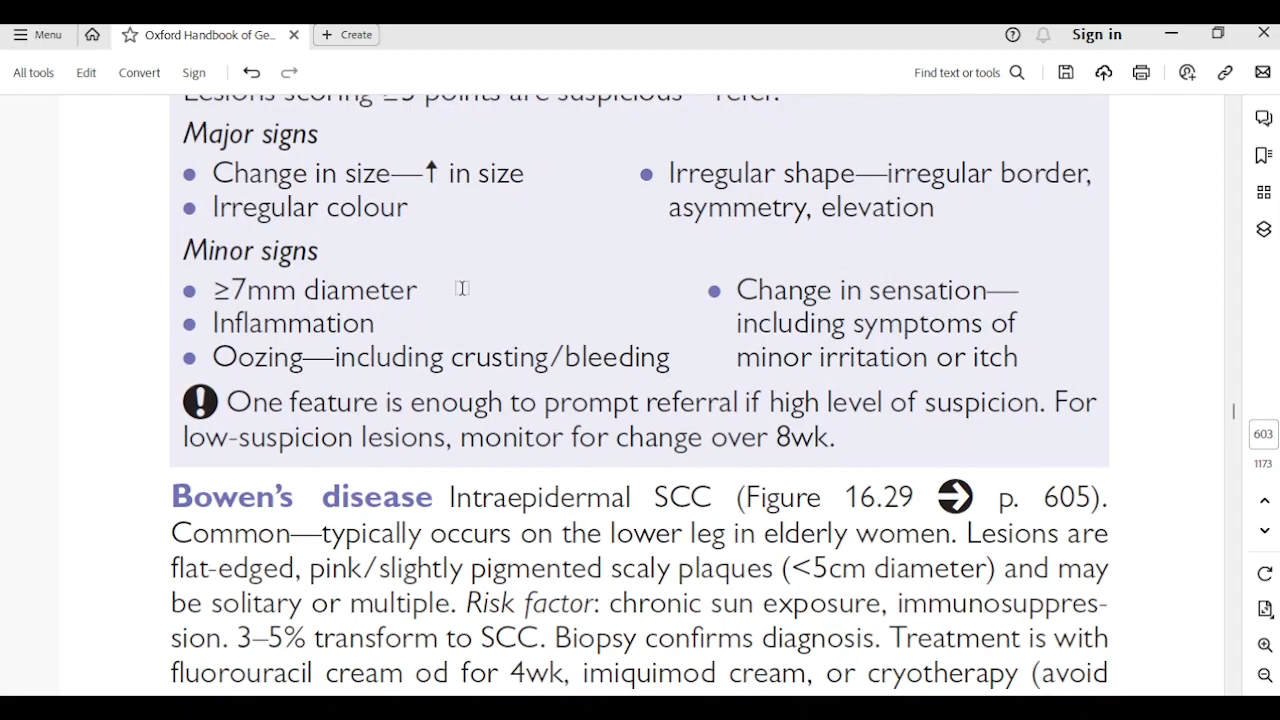 Menu
Oxford Handbook of Ge...
Create
Sign in
All tools
Edit
Convert
Sign
Find text or tools
Lesions scoring ≥3 points are suspicious—refer.
Major signs
• Change in size—↑ in size
• Irregular colour
• Irregular shape—irregular border,
asymmetry, elevation
Minor signs
• ≥7mm diameter
• Inflammation
• Oozing—including crusting/bleeding
• Change in sensation—
including symptoms of
minor irritation or itch
! One feature is enough to prompt referral if high level of suspicion. For
low-suspicion lesions, monitor for change over 8wk.
Bowen's disease Intraepidermal SCC (Figure 16.29 ➔ p. 605).
Common—typically occurs on the lower leg in elderly women. Lesions are
flat-edged, pink/slightly pigmented scaly plaques (<5cm diameter) and may
be solitary or multiple. Risk factor: chronic sun exposure, immunosuppres-
sion. 3–5% transform to SCC. Biopsy confirms diagnosis. Treatment is with
fluorouracil cream od for 4wk, imiquimod cream, or cryotherapy (avoid
603
1173